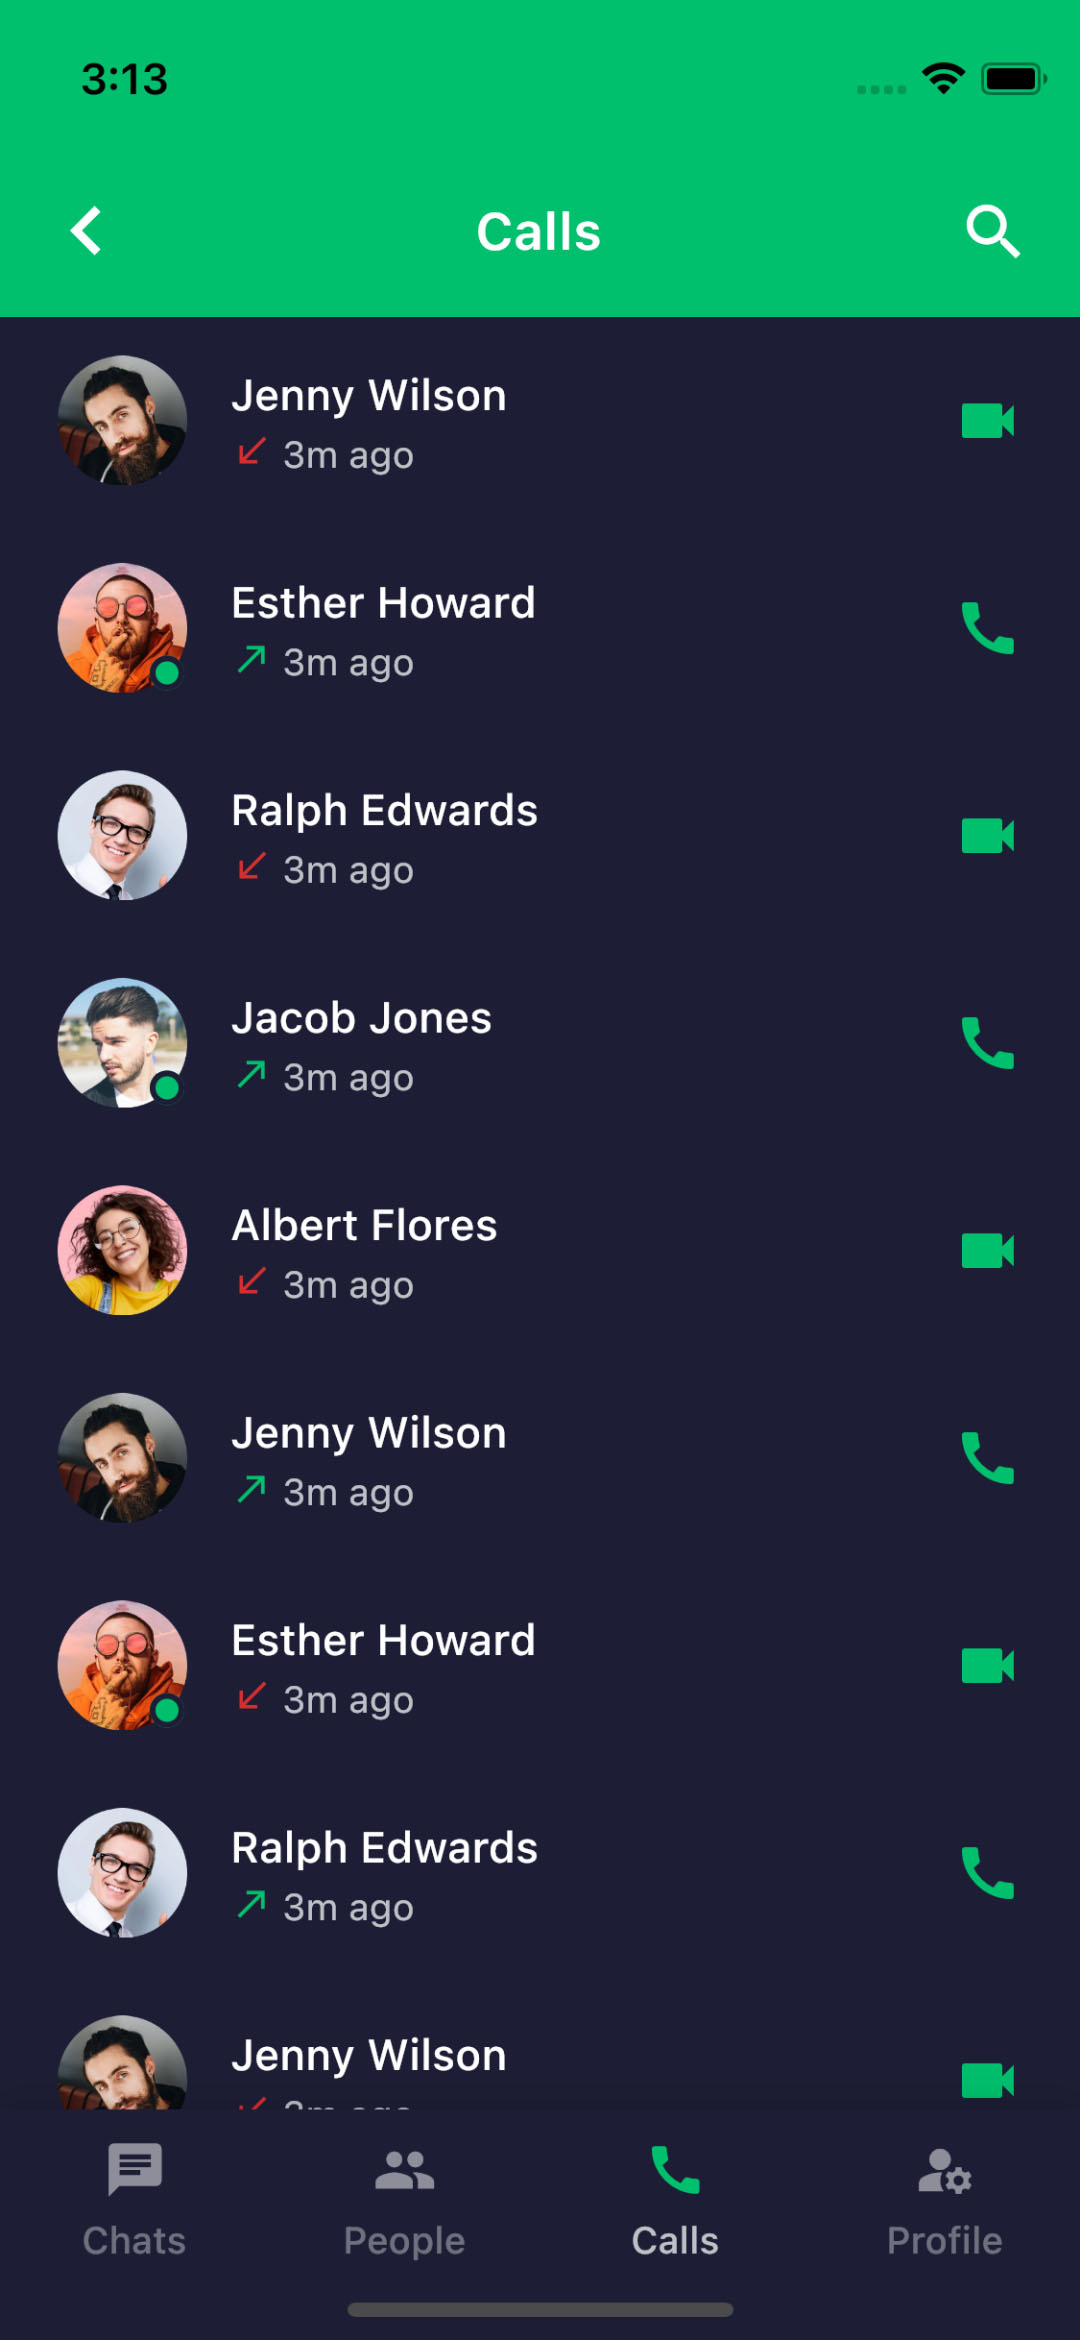 3:13
Calls
Jenny Wilson
3m ago
Esther Howard
3m ago
Ralph Edwards
3m ago
Jacob Jones
3m ago
Albert Flores
3m ago
Jenny Wilson
3m ago
Esther Howard
3m ago
Ralph Edwards
3m ago
Jenny Wilson
Chats
People
Calls
Profile